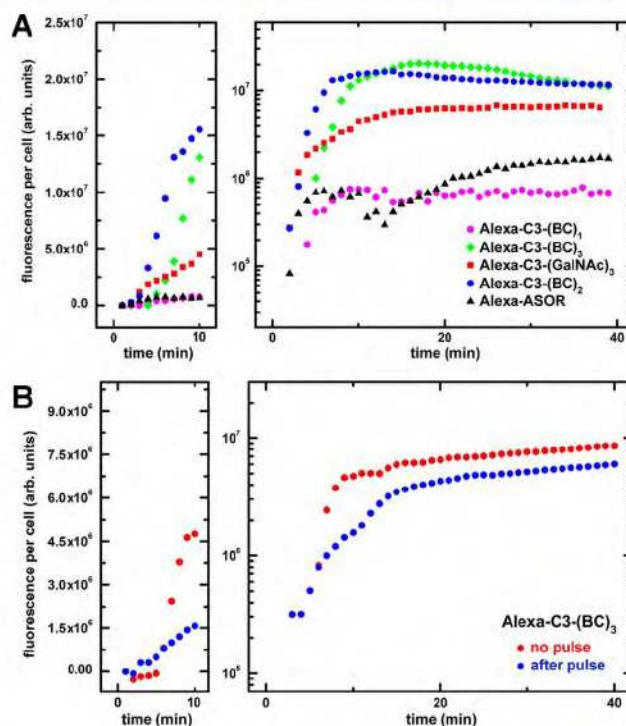 A
fluorescence per cell (arb. units)
2.5x10⁷
2.0x10⁷
1.5x10⁷
1.0x10⁷
5.0x10⁶
0.0
0
10
time (min)
10⁷
10⁶
10⁵
0
20
40
time (min)
Alexa-C3-(BC)₁
Alexa-C3-(BC)₃
Alexa-C3-(GalNAc)₃
Alexa-C3-(BC)₂
Alexa-ASOR
B
fluorescence per cell (arb. units)
9.0x10⁶
7.5x10⁶
6.0x10⁶
4.5x10⁶
3.0x10⁶
1.5x10⁶
0.00
0
10
time (min)
10⁷
10⁶
10⁵
0
20
40
time (min)
Alexa-C3-(BC)₃
no pulse
after pulse